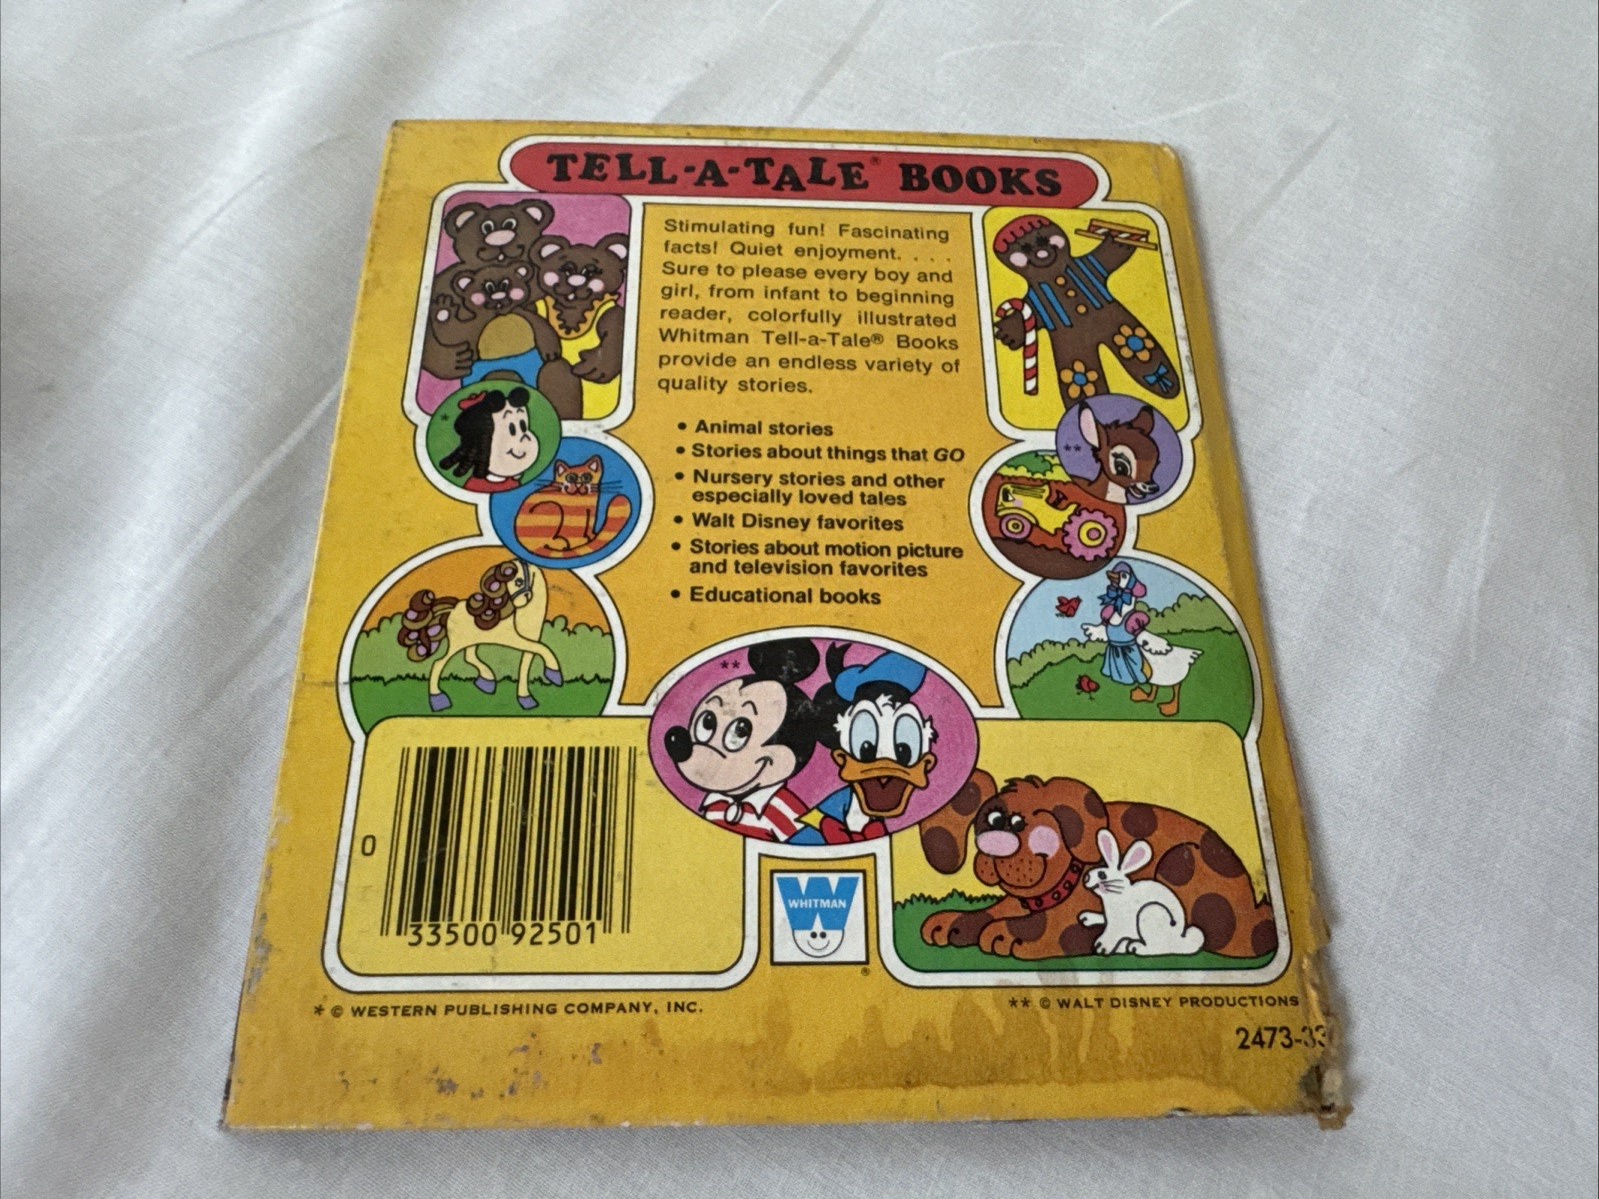 TELL-A-TALE® BOOKS
Stimulating fun! Fascinating
facts! Quiet enjoyment. . . .
Sure to please every boy and
girl, from infant to beginning
reader, colorfully illustrated
Whitman Tell-a-Tale® Books
provide an endless variety of
quality stories.
• Animal stories
• Stories about things that GO
• Nursery stories and other
especially loved tales
• Walt Disney favorites
• Stories about motion picture
and television favorites
• Educational books
*
**
**
0
33500 92501
WHITMAN
®
* © WESTERN PUBLISHING COMPANY, INC.
** © WALT DISNEY PRODUCTIONS
2473-33